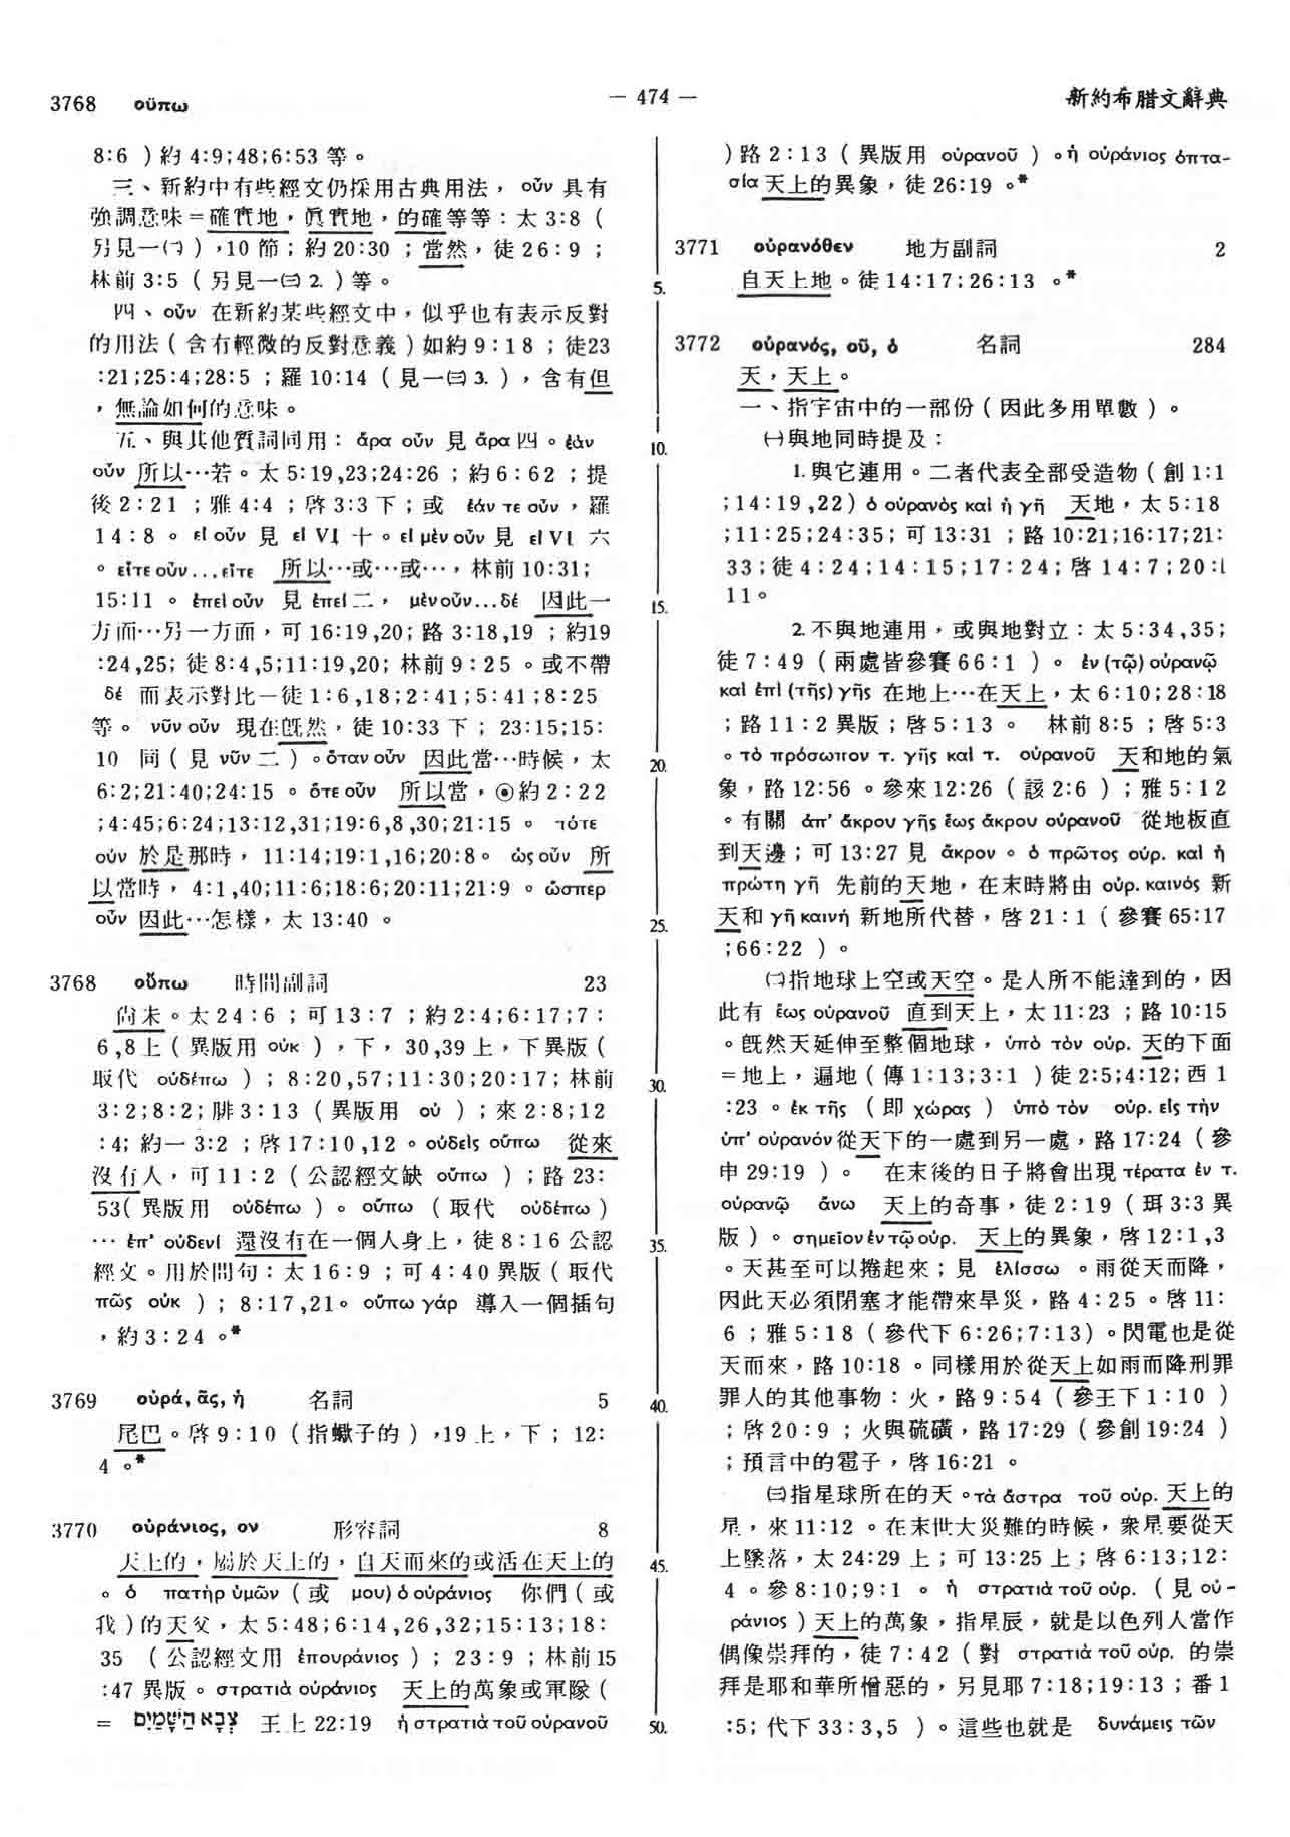 3768 οὔπω
— 474 —
新約希腊文辭典
8:6 ）約 4:9;48;6:53 等。
三、新約中有些經文仍採用古典用法， οὖν 具有
強調意味＝確實地，眞實地，的確等等：太 3:8（
另見一㈠），10 節；約 20:30 ；當然，徒 26：9 ；
林前 3:5（另見一㈢ 2. ）等。
四、οὖν 在新約某些經文中，似乎也有表示反對
的用法（含有輕微的反對意義）如約 9：18 ；徒23
:21;25:4;28:5 ；羅 10:14（見一㈢ 3. ），含有但
，無論如何的意味。
五、與其他質詞同用： ἄρα οὖν 見 ἄρα 四。ἐὰν
οὖν 所以…若。太 5:19,23;24:26 ；約 6：62 ；提
後 2：21 ；雅 4:4 ；啓 3:3 下；或 ἐάν τε οὖν ，羅
14：8 。 εἰ οὖν 見 εἰ VI 十。εἰ μὲν οὖν 見 εἰ VI 六
。 εἴτε οὖν...εἴτε 所以…或…或…，林前 10:31;
15:11 。 ἐπεὶ οὖν 見 ἐπεὶ 二， μὲν οὖν...δέ 因此一
方面…另一方面，可 16:19,20; 路 3:18,19 ；約19
:24,25; 徒 8:4,5;11:19,20; 林前 9：25 。或不帶
δέ 而表示對比－徒 1：6,18;2：41;5：41;8:25
等。 νῦν οὖν 現在旣然，徒 10:33 下； 23:15;15:
10 同（見 νῦν 二）。ὅταν οὖν 因此當…時候，太
6:2;21:40;24:15 。 ὅτε οὖν 所以當，⦿約 2：22
;4:45;6:24;13:12,31;19:6,8,30;21:15 。 τότε
οὖν 於是那時， 11:14;19:1,16;20:8。 ὡς οὖν 所
以當時， 4:1,40;11:6;18:6;20:11;21:9 。 ὥσπερ
οὖν 因此…怎樣，太 13:40 。
3768 οὔπω 時間副詞 23
尙未。太 24：6 ；可 13：7 ；約 2：4;6：17;7：
6,8上（異版用 οὐκ ），下， 30,39上，下異版（
取代 οὐδέπω ）； 8:20,57;11:30;20:17; 林前
3:2;8:2; 腓 3：13（異版用 οὐ ）；來 2:8;12
:4; 約一 3:2 ；啓 17:10,12 。οὐδεὶς οὔπω 從來
沒有人，可 11：2（公認經文缺 οὔπω ）；路 23:
53（異版用 οὐδέπω ）。 οὔπω （取代 οὐδέπω ）
… ἐπ' οὐδενὶ 還沒有在一個人身上，徒 8：16 公認
經文。用於問句：太 16：9 ；可 4：40 異版（取代
πῶς οὐκ ）； 8:17,21。 οὔπω γάρ 導入一個插句
，約 3：24 。*
3769 οὐρά, ᾶς, ἡ 名詞 5
尾巴。啓 9：10（指蠍子的），19上，下； 12:
4 。*
3770 οὐράνιος, ον 形容詞 8
天上的，屬於天上的，自天而來的或活在天上的
。 ὁ πατὴρ ὑμῶν（或 μου) ὁ οὐράνιος 你們（或
我）的天父，太 5：48;6：14,26,32;15:13;18:
35 （公認經文用 ἐπουράνιος ）； 23：9 ；林前 15
:47 異版。στρατιὰ οὐράνιος 天上的萬象或軍隊（
＝ צְבָא הַשָּׁמַיִם 王上 22:19 ἡ στρατιὰ τοῦ οὐρανοῦ
5.
10.
15.
20.
25.
30.
35.
40.
45.
50.
）路 2：13（異版用 οὐρανοῦ ）。ἡ οὐράνιος ὀπτα-
σία 天上的異象，徒 26:19 。*
3771 οὐρανόθεν 地方副詞 2
自天上地。徒 14：17;26:13 。*
3772 οὐρανός, οῦ, ὁ 名詞 284
天，天上。
一、指宇宙中的一部份（因此多用單數）。
㈠與地同時提及：
1. 與它連用。二者代表全部受造物（創 1:1
;14：19,22）ὁ οὐρανὸς καὶ ἡ γῆ 天地，太 5：18
;11：25;24：35; 可 13:31 ；路 10:21;16:17;21:
33; 徒 4：24;14：15;17：24; 啓 14：7;20:
11。
2. 不與地連用，或與地對立：太 5：34,35;
徒 7：49（兩處皆參賽 66：1 ）。 ἐν (τῷ) οὐρανῷ
καὶ ἐπὶ (τῆς) γῆς 在地上…在天上，太 6：10;28:18
；路 11：2 異版；啓 5：13 。 林前 8:5 ；啓 5:3
。τὸ πρόσωπον τ. γῆς καὶ τ. οὐρανοῦ 天和地的氣
象，路 12:56 。參來 12:26（該 2:6 ）；雅 5：12
。有關 ἀπ' ἄκρου γῆς ἕως ἄκρου οὐρανοῦ 從地板直
到天邊；可 13:27 見 ἄκρον 。ὁ πρῶτος οὐρ. καὶ ἡ
πρώτη γῆ 先前的天地，在末時將由 οὐρ. καινός 新
天和 γῆ καινή 新地所代替，啓 21：1（參賽 65:17
;66：22 ）。
㈡指地球上空或天空。是人所不能達到的，因
此有 ἕως οὐρανοῦ 直到天上，太 11：23 ；路 10:15
。旣然天延伸至整個地球， ὑπὸ τὸν οὐρ. 天的下面
＝地上，遍地（傳 1：13;3：1 ）徒 2:5;4:12; 西 1
:23 。ἐκ τῆς （即 χώρας ） ὑπὸ τὸν οὐρ. εἰς τὴν
ὑπ' οὐρανόν 從天下的一處到另一處，路 17:24（參
申 29:19 ）。 在末後的日子將會出現 τέρατα ἐν τ.
οὐρανῷ ἄνω 天上的奇事，徒 2：19（珥 3:3 異
版）。 σημεῖον ἐν τῷ οὐρ. 天上的異象，啓 12:1,3
。天甚至可以捲起來；見 ἑλίσσω 。雨從天而降，
因此天必須閉塞才能帶來旱災，路 4：25 。啓 11:
6 ；雅 5：18（參代下 6:26;7:13）。閃電也是從
天而來，路 10:18 。同樣用於從天上如雨而降刑罪
罪人的其他事物：火，路 9：54（參王下 1：10 ）
；啓 20：9 ；火與硫磺，路 17:29（參創 19:24 ）
；預言中的雹子，啓 16:21 。
㈢指星球所在的天。τὰ ἄστρα τοῦ οὐρ. 天上的
星，來 11：12 。在末世大災難的時候，衆星要從天
上墜落，太 24:29 上；可 13:25 上；啓 6：13;12:
4 。參 8：10;9：1 。 ἡ στρατιὰ τοῦ οὐρ.（見 οὐ-
ράνιος ）天上的萬象，指星辰，就是以色列人當作
偶像崇拜的，徒 7：42（對 στρατιὰ τοῦ οὐρ. 的崇
拜是耶和華所憎惡的，另見耶 7：18;19：13 ；番 1
:5; 代下 33：3,5 ）。這些也就是 δυνάμεις τῶν